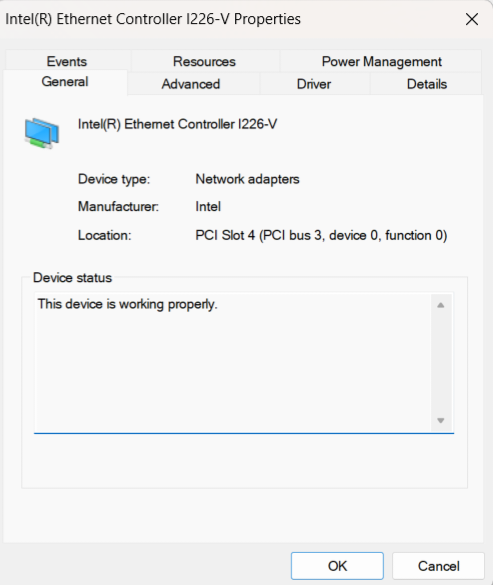 Intel(R) Ethernet Controller I226-V Properties
Events Resources Power Management
General Advanced Driver Details
Intel(R) Ethernet Controller I226-V
Device type: Network adapters
Manufacturer: Intel
Location: PCI Slot 4 (PCI bus 3, device 0, function 0)
Device status
This device is working properly.
OK Cancel